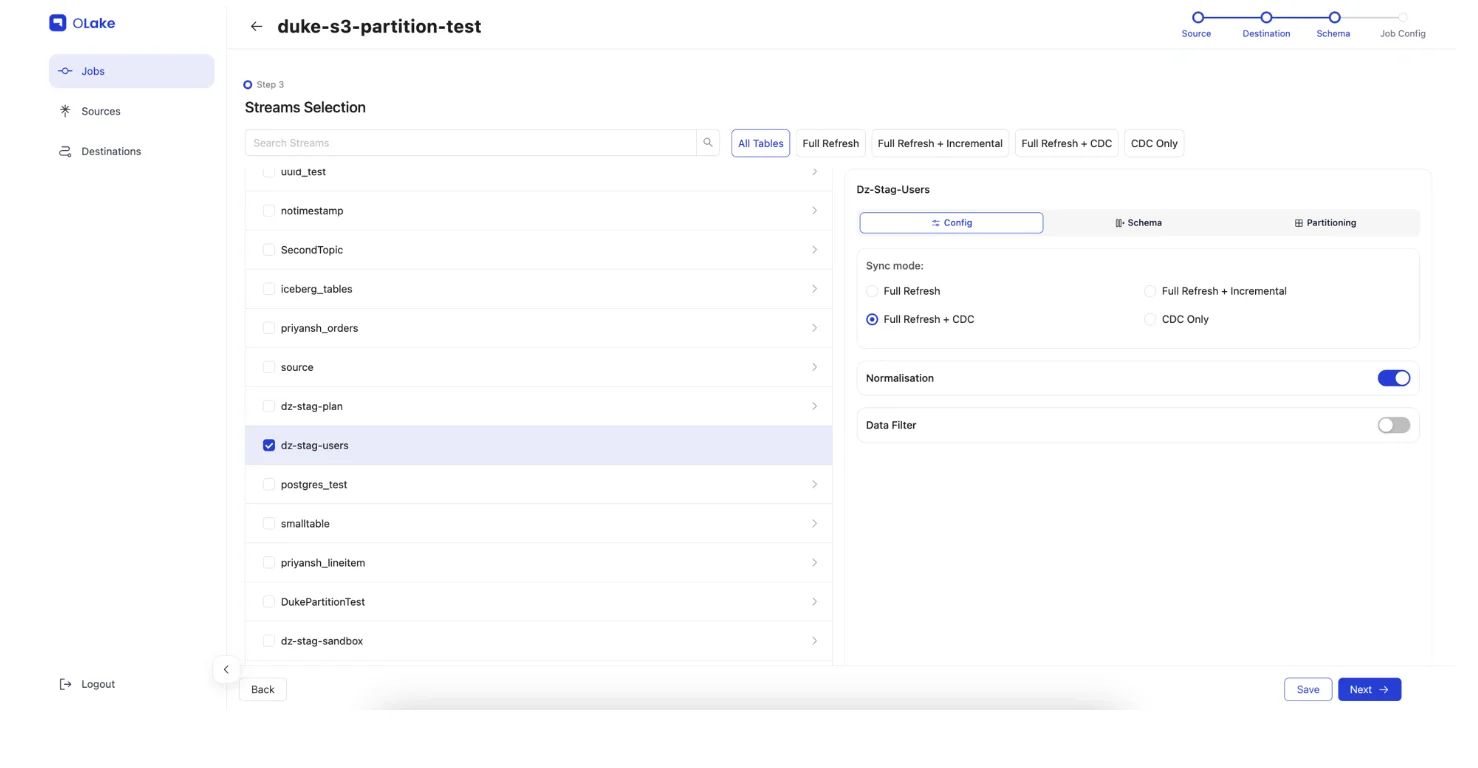 OLake
Jobs
Sources
Destinations
Logout
duke-s3-partition-test
Source
Destination
Schema
Job Config
Step 3
Streams Selection
Search Streams
All Tables
Full Refresh
Full Refresh + Incremental
Full Refresh + CDC
CDC Only
uuid_test
notimestamp
SecondTopic
iceberg_tables
priyansh_orders
source
dz-stag-plan
dz-stag-users
postgres_test
smalltable
priyansh_lineitem
DukePartitionTest
dz-stag-sandbox
Dz-Stag-Users
Config
Schema
Partitioning
Sync mode:
Full Refresh
Full Refresh + Incremental
Full Refresh + CDC
CDC Only
Normalisation
Data Filter
Back
Save
Next